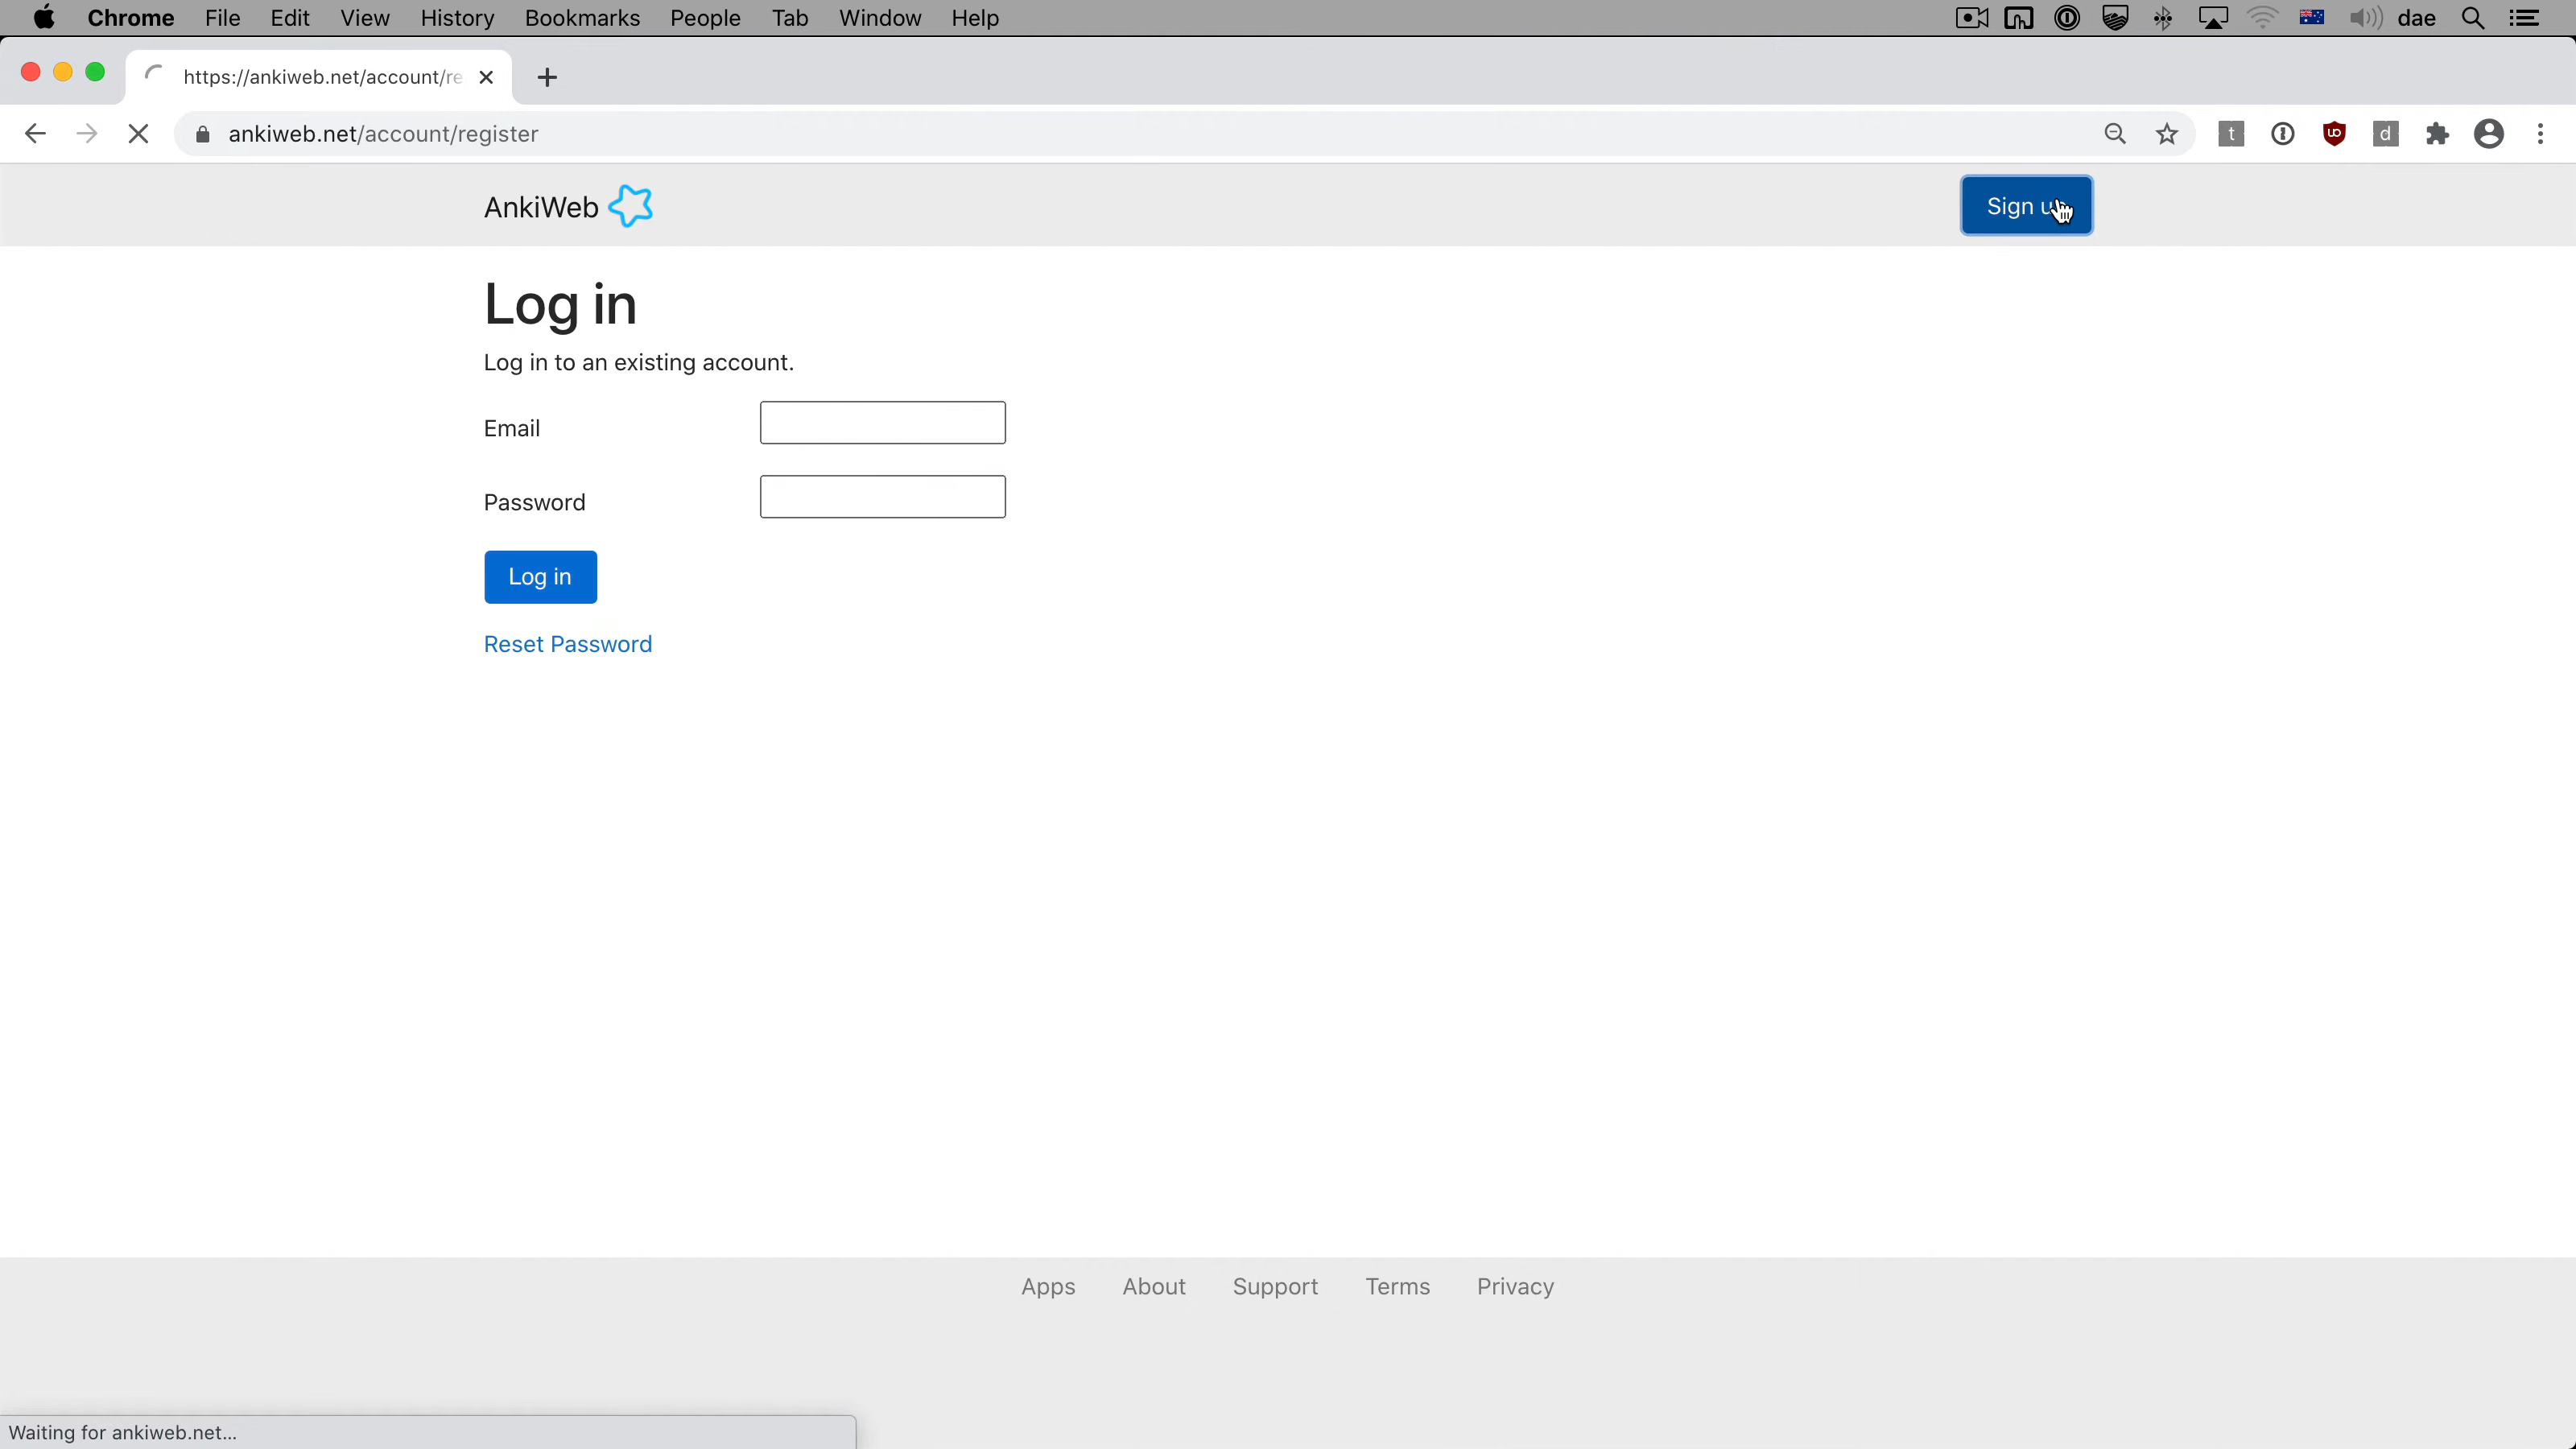 Chrome File Edit View History Bookmarks People Tab Window Help dae
https://ankiweb.net/account/re
ankiweb.net/account/register
t
uo
d
AnkiWeb
Sign
Log in
Log in to an existing account.
Email
Password
Log in
Reset Password
Apps About Support Terms Privacy
Waiting for ankiweb.net...